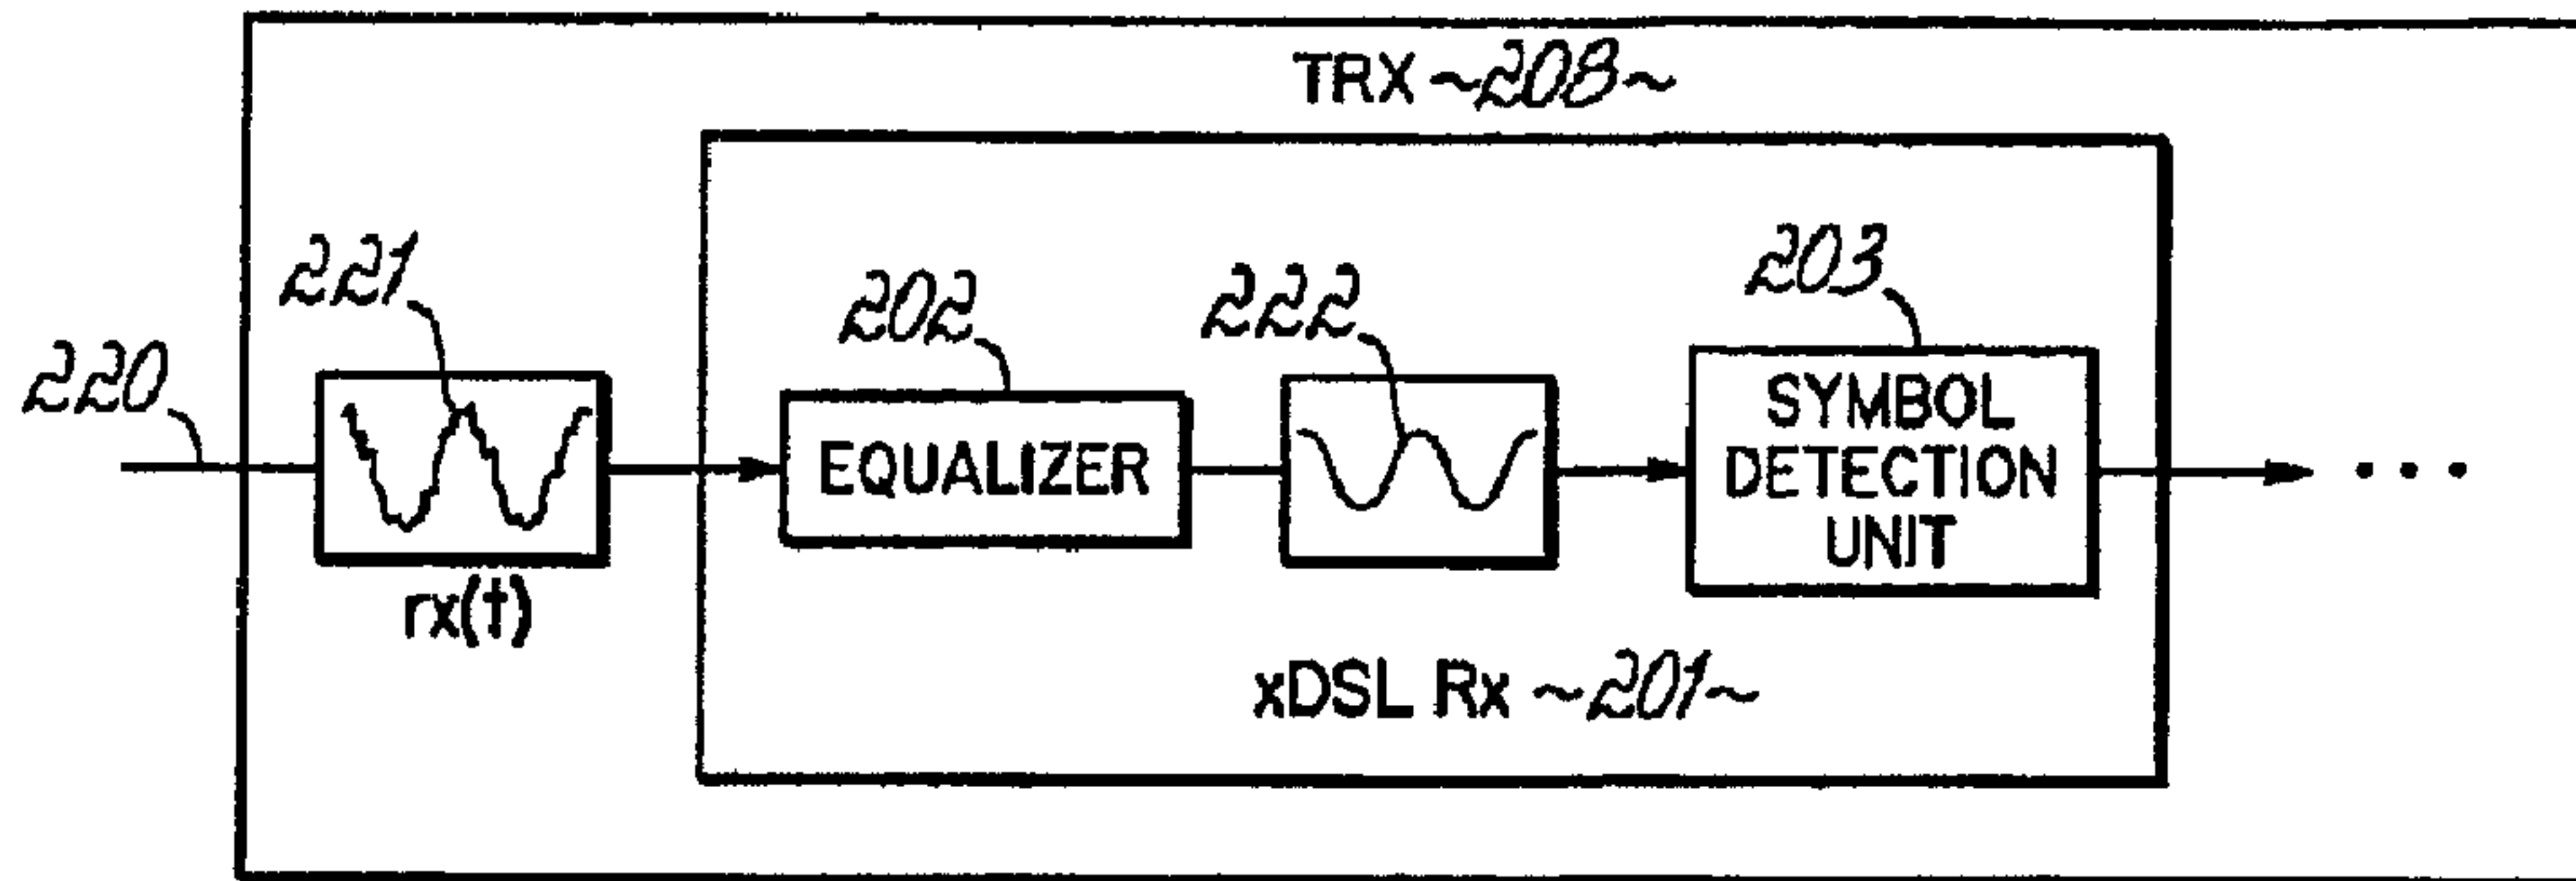 TRX ~208~
221
203
202
222
220
SYMBOL
DETECTION
UNIT
EQUALIZER
rx(t)
xDSL Rx ~201~